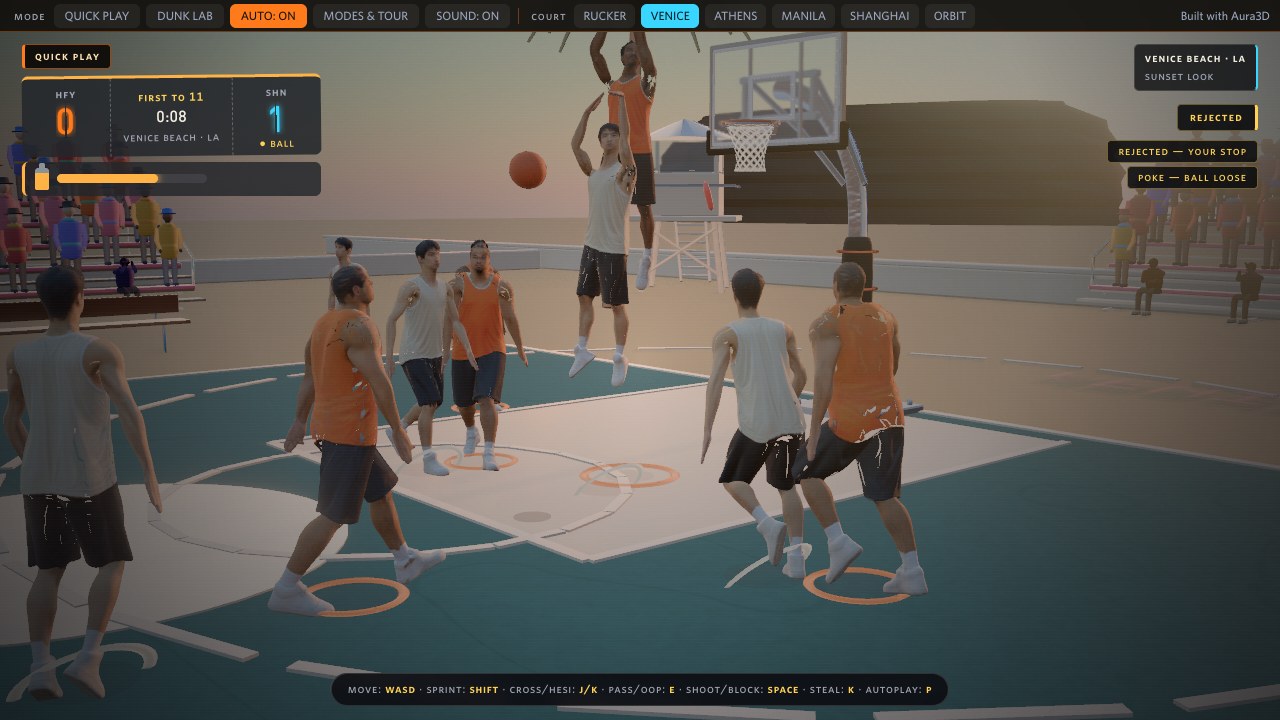 MODE QUICK PLAY DUNK LAB AUTO: ON MODES & TOUR SOUND: ON COURT RUCKER VENICE ATHENS MANILA SHANGHAI ORBIT Built with Aura3D
QUICK PLAY
HFY
0
FIRST TO 11
0:08
VENICE BEACH · LA
SHN
1
● BALL
VENICE BEACH · LA
SUNSET LOOK
REJECTED
REJECTED — YOUR STOP
POKE — BALL LOOSE
MOVE: WASD · SPRINT: SHIFT · CROSS/HESI: J/K · PASS/OOP: E · SHOOT/BLOCK: SPACE · STEAL: K · AUTOPLAY: P